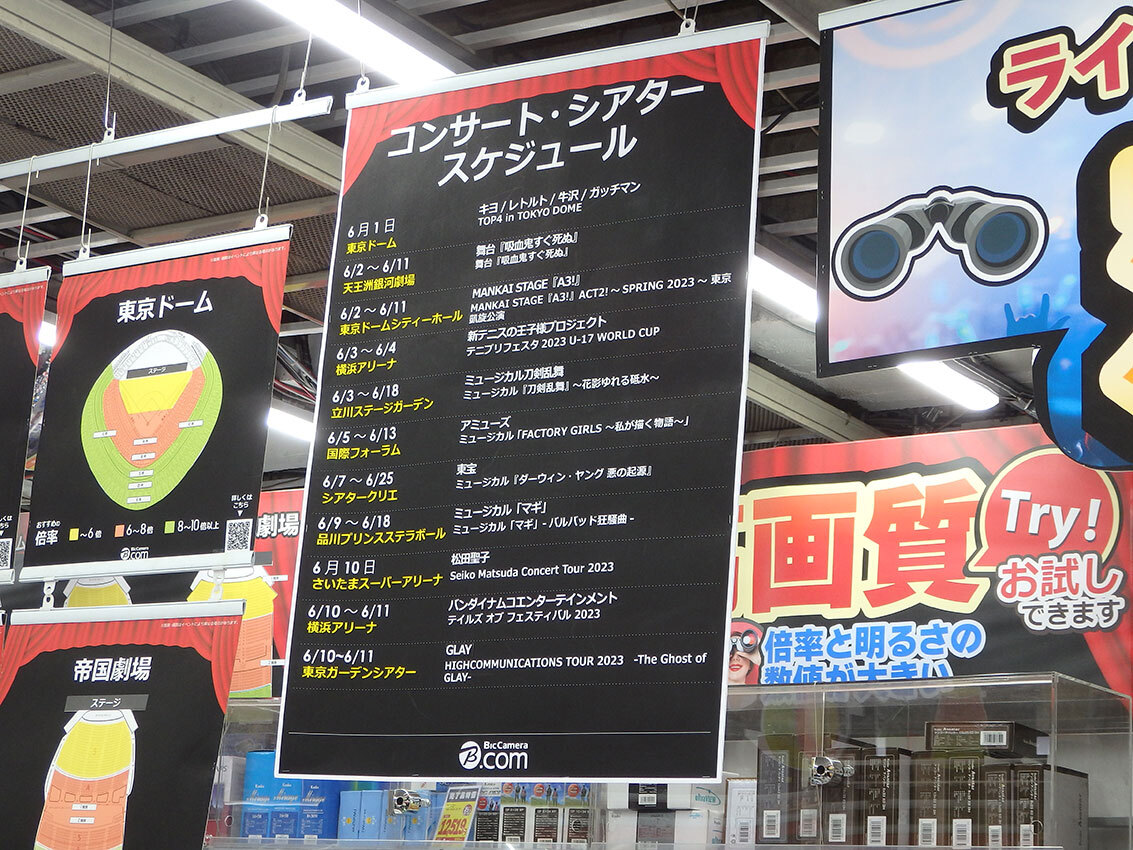 コンサート・シアター
スケジュール
6月1日
東京ドーム
キヨ / レトルト / 牛沢 / ガッチマン
TOP4 in TOKYO DOME
6/2 ～ 6/11
天王洲銀河劇場
舞台『吸血鬼すぐ死ぬ』
舞台『吸血鬼すぐ死ぬ』
6/2 ～ 6/11
東京ドームシティーホール
MANKAI STAGE『A3!』
MANKAI STAGE『A3!』ACT2! ～ SPRING 2023 ～ 東京
凱旋公演
6/3 ～ 6/4
横浜アリーナ
新テニスの王子様プロジェクト
テニプリフェスタ 2023 U-17 WORLD CUP
6/3 ～ 6/18
立川ステージガーデン
ミュージカル刀剣乱舞
ミュージカル『刀剣乱舞』～花影ゆれる砥水～
6/5 ～ 6/13
国際フォーラム
アミューズ
ミュージカル「FACTORY GIRLS ～私が描く物語～」
6/7 ～ 6/25
シアタークリエ
東宝
ミュージカル『ダーウィン・ヤング 悪の起源』
6/9 ～ 6/18
品川プリンスステラボール
ミュージカル「マギ」
ミュージカル「マギ」- バルバッド狂騒曲 -
6月10日
さいたまスーパーアリーナ
松田聖子
Seiko Matsuda Concert Tour 2023
6/10 ～ 6/11
横浜アリーナ
バンダイナムコエンターテインメント
テイルズ オブ フェスティバル 2023
6/10~6/11
東京ガーデンシアター
GLAY
HIGHCOMMUNICATIONS TOUR 2023 -The Ghost of
GLAY-
BicCamera
B.com
東京ドーム
ステージ
おすすめの
倍率
～6 倍
6～8 倍
8～10倍以上
詳しくは
こちら
BicCamera
.com
帝国劇場
ステージ
劇場
ライ
画質
Try!
お試し
できます
倍率と明るさの
数値が大きい
12519